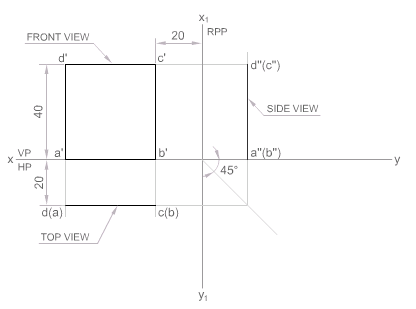 x₁
RPP
FRONT VIEW
20
d'
c'
d"(c")
40
SIDE VIEW
a'
b'
a"(b")
x
VP
y
HP
45°
20
d(a)
c(b)
TOP VIEW
y₁